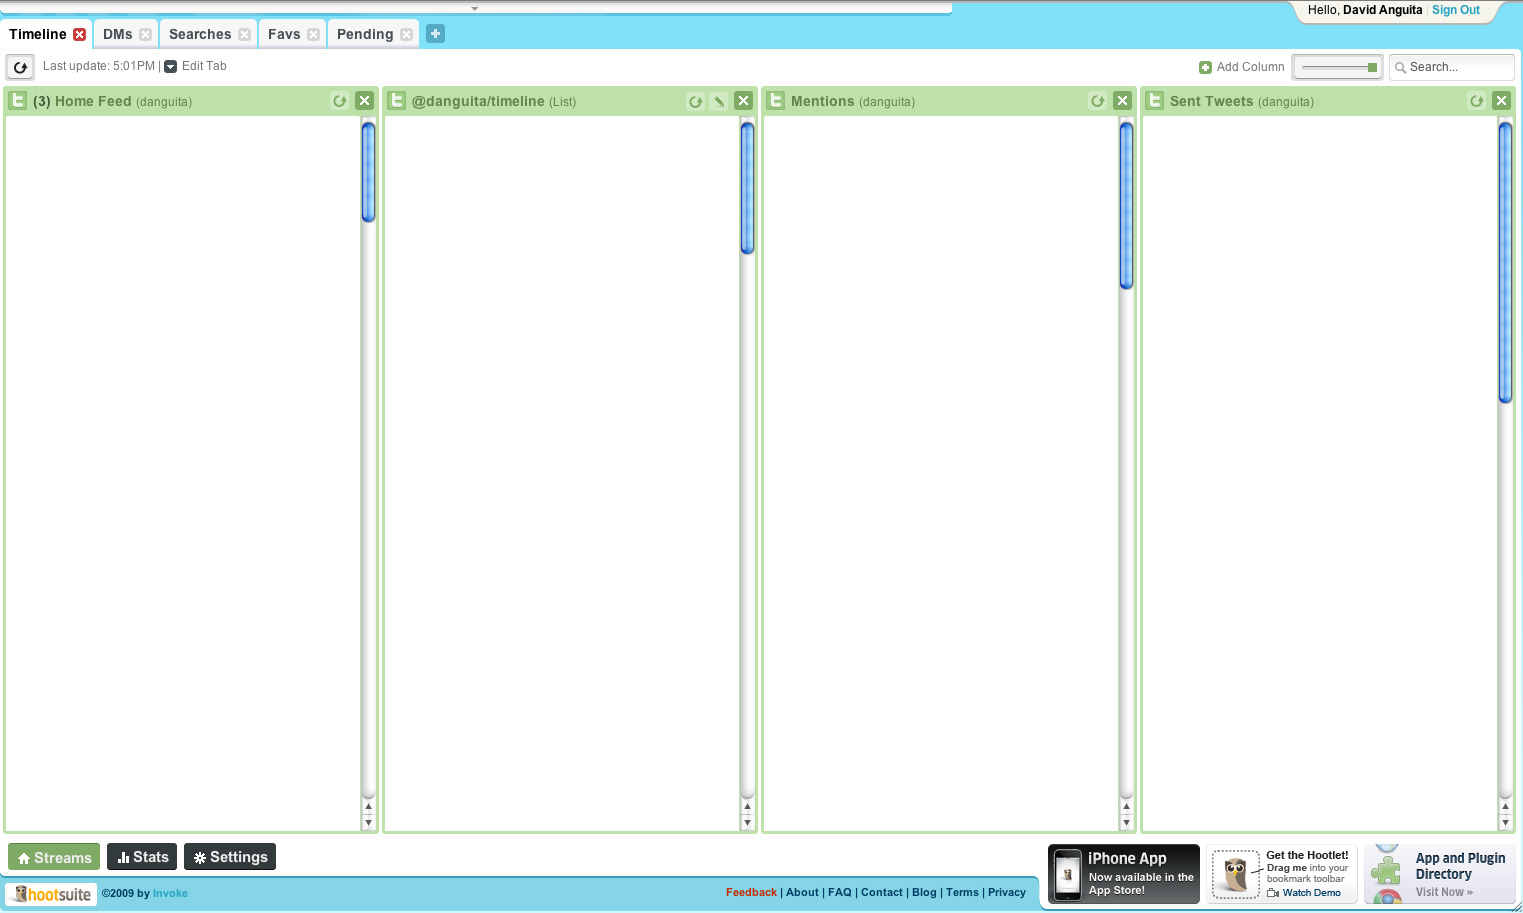 Hello, David Anguita | Sign Out
Timeline DMs Searches Favs Pending
Last update: 5:01PM | Edit Tab
Add Column
Search...
t (3) Home Feed (danguita)
t @danguita/timeline (List)
t Mentions (danguita)
t Sent Tweets (danguita)
Streams Stats Settings
iPhone App
Now available in the
App Store!
Get the Hootlet!
Drag me into your
bookmark toolbar
Watch Demo
App and Plugin
Directory
Visit Now »
hootsuite ©2009 by Invoke
Feedback | About | FAQ | Contact | Blog | Terms | Privacy